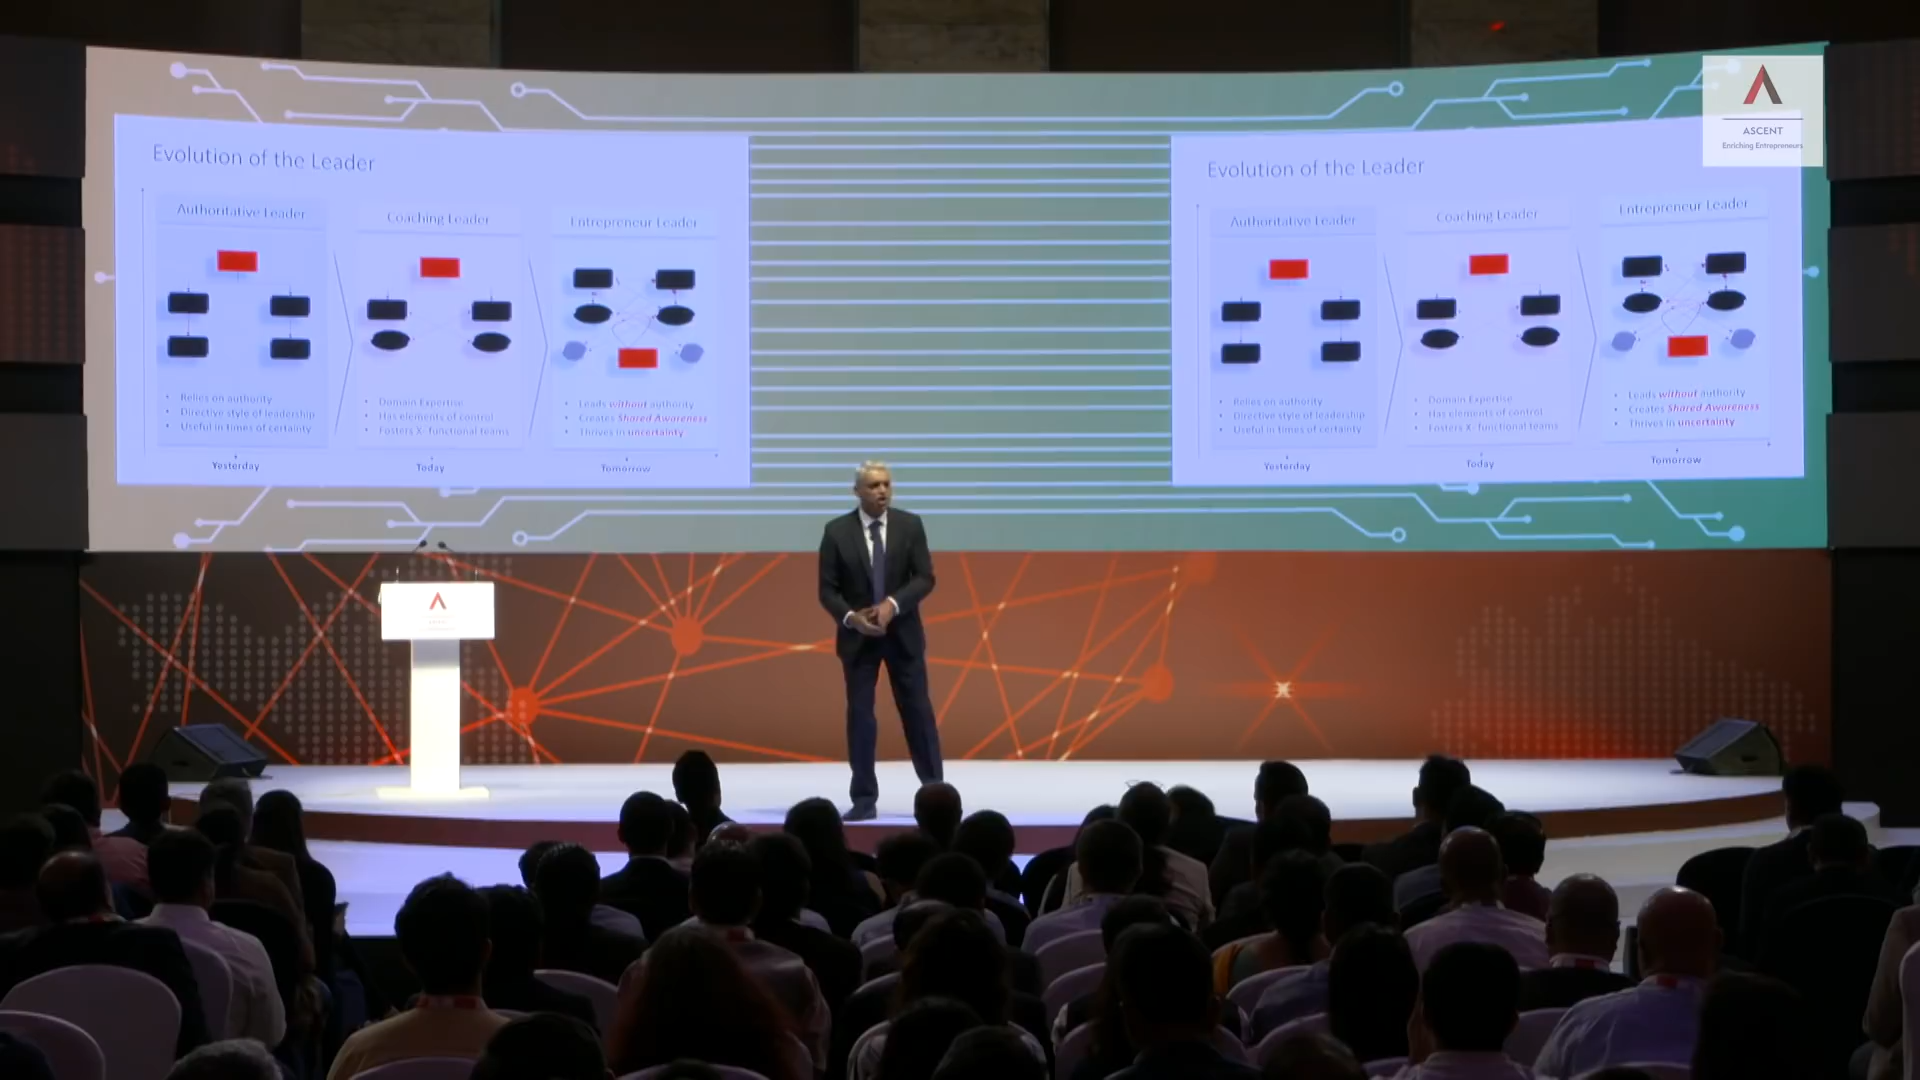 Evolution of the Leader
Authoritative Leader
Coaching Leader
Entrepreneur Leader
• Relies on authority
• Directive style of leadership
• Useful in times of certainty
• Domain Expertise
• Has elements of control
• Fosters X- functional teams
• Leads without authority
• Creates Shared Awareness
• Thrives in uncertainty
Yesterday
Today
Tomorrow
Evolution of the Leader
Authoritative Leader
Coaching Leader
Entrepreneur Leader
• Relies on authority
• Directive style of leadership
• Useful in times of certainty
• Domain Expertise
• Has elements of control
• Fosters X- functional teams
• Leads without authority
• Creates Shared Awareness
• Thrives in uncertainty
Yesterday
Today
Tomorrow
ASCENT
Enriching Entrepreneurs